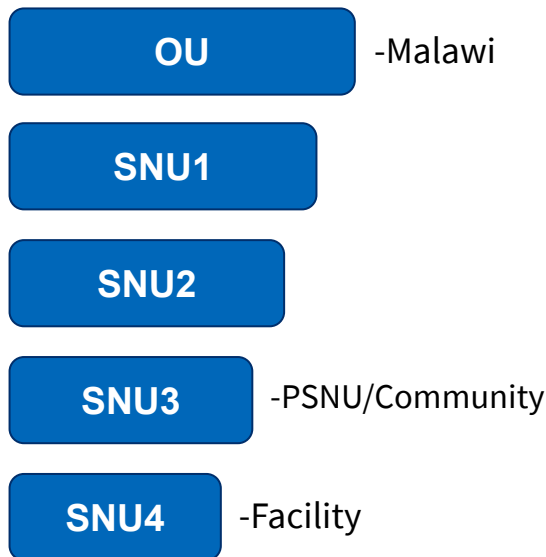 OU -Malawi
SNU1
SNU2
SNU3 -PSNU/Community
SNU4 -Facility